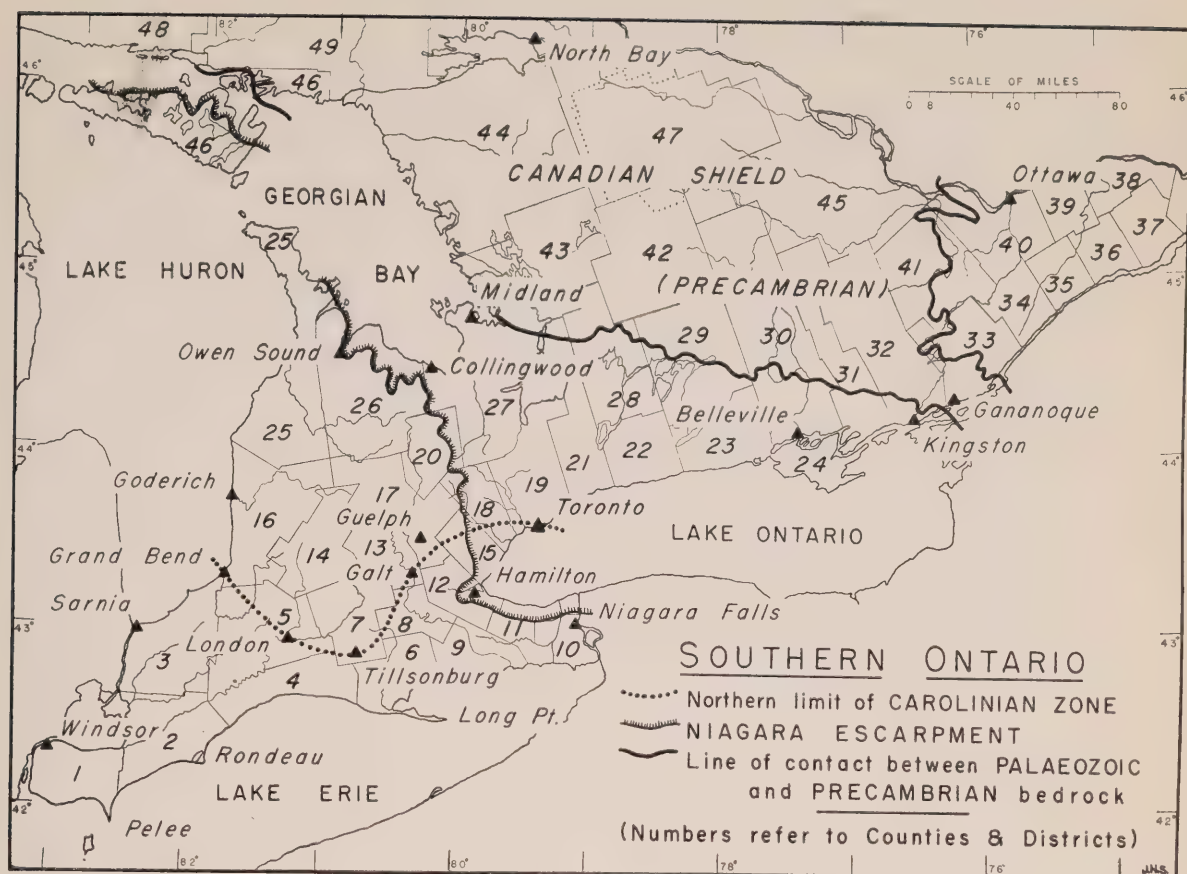 48
82°
49
80°
North Bay
78°
76°
46°
46
SCALE OF MILES
0 8 40 80
46°
46
44
47
CANADIAN SHIELD
Ottawa
38
39
37
GEORGIAN
45
40
36
25
43
42
41
35
45°
LAKE HURON
BAY
(PRECAMBRIAN)
34
45°
Midland
29
30
32
33
Owen Sound
Collingwood
31
26
27
28
Belleville
Gananoque
25
20
22
23
24
Kingston
44°
21
44°
Goderich
17
19
16
Guelph
18
Toronto
LAKE ONTARIO
Grand Bend
14
13
15
Galt
12
Hamilton
Sarnia
Niagara Falls
43°
5
7
8
11
43°
London
6
9
10
3
Tillsonburg
SOUTHERN ONTARIO
4
Northern limit of CAROLINIAN ZONE
Long Pt.
Windsor
2
NIAGARA ESCARPMENT
Rondeau
Line of contact between PALAEOZOIC
1
and PRECAMBRIAN bedrock
LAKE ERIE
42°
42°
Pelee
(Numbers refer to Counties & Districts)
82°
80°
78°
76°
J.H.S.